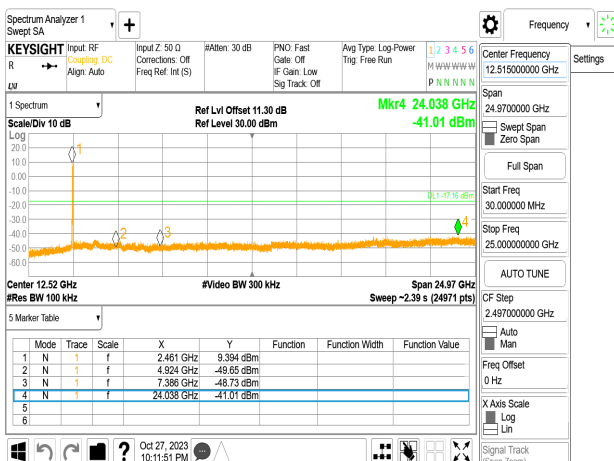 Spectrum Analyzer 1
Swept SA
Frequency
KEYSIGHT
R
LXI
Input: RF
Coupling: DC
Align: Auto
Input Z: 50 Ω
Corrections: Off
Freq Ref: Int (S)
#Atten: 30 dB
PNO: Fast
Gate: Off
IF Gain: Low
Sig Track: Off
Avg Type: Log-Power
Trig: Free Run
1 2 3 4 5 6
M W W W W W
P N N N N N
1 Spectrum
Scale/Div 10 dB
Ref Lvl Offset 11.30 dB
Ref Level 30.00 dBm
Mkr4 24.038 GHz
-41.01 dBm
Log
20.0
10.0
0.00
-10.0
-20.0
-30.0
-40.0
-50.0
-60.0
1
2
3
4
DL1 -17.16 dBm
Center 12.52 GHz
#Res BW 100 kHz
#Video BW 300 kHz
Span 24.97 GHz
Sweep ~2.39 s (24971 pts)
5 Marker Table
Mode Trace Scale X Y Function Function Width Function Value
1 N 1 f 2.461 GHz 9.394 dBm
2 N 1 f 4.924 GHz -49.65 dBm
3 N 1 f 7.386 GHz -48.73 dBm
4 N 1 f 24.038 GHz -41.01 dBm
5
6
?
Oct 27, 2023
10:11:51 PM
Center Frequency
12.515000000 GHz
Settings
Span
24.9700000 GHz
Swept Span
Zero Span
Full Span
Start Freq
30.000000 MHz
Stop Freq
25.000000000 GHz
AUTO TUNE
CF Step
2.497000000 GHz
Auto
Man
Freq Offset
0 Hz
X Axis Scale
Log
Lin
Signal Track
(Span Zoom)